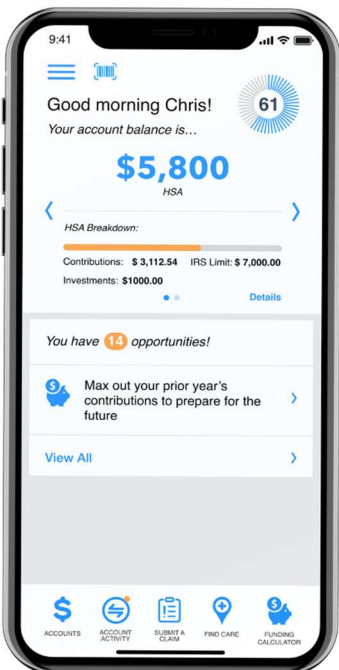 9:41
Good morning Chris!
61
Your account balance is...
$5,800
HSA
HSA Breakdown:
Contributions: $ 3,112.54 IRS Limit: $ 7,000.00
Investments: $1000.00
Details
You have 14 opportunities!
Max out your prior year's
contributions to prepare for the
future
View All
ACCOUNTS
ACCOUNT
ACTIVITY
SUBMIT A
CLAIM
FIND CARE
FUNDING
CALCULATOR